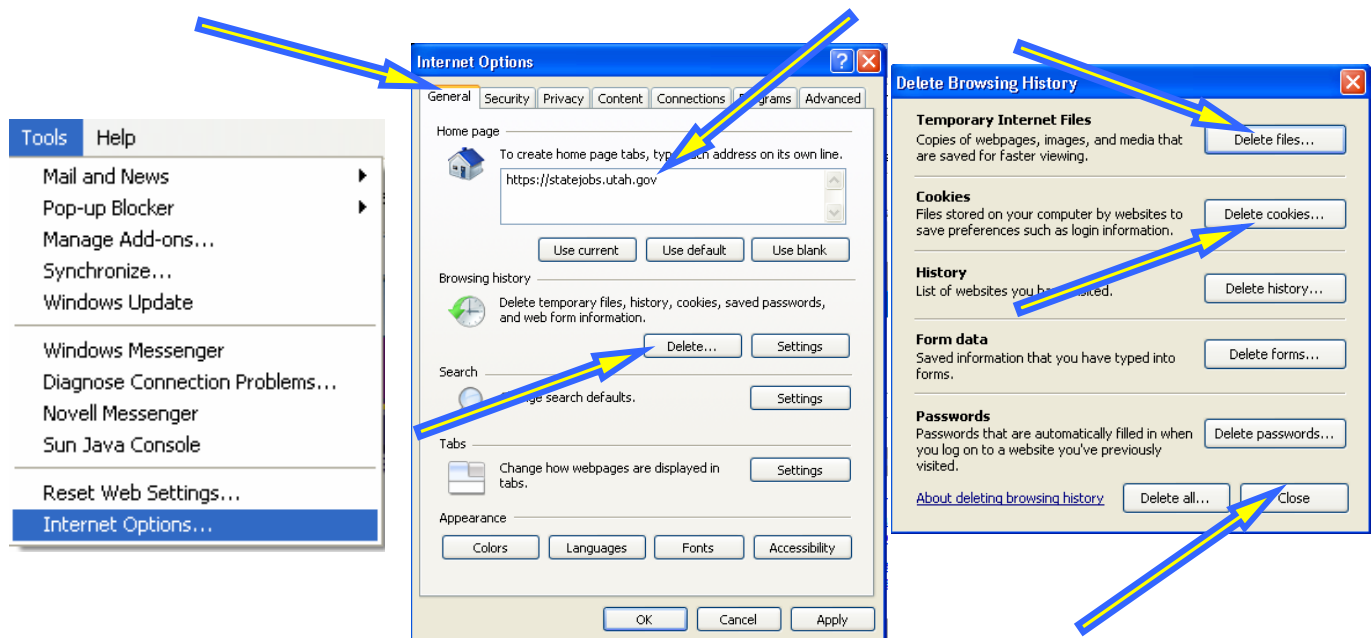 Tools Help
Mail and News
Pop-up Blocker
Manage Add-ons...
Synchronize...
Windows Update
Windows Messenger
Diagnose Connection Problems...
Novell Messenger
Sun Java Console
Reset Web Settings...
Internet Options...
Internet Options
General Security Privacy Content Connections Programs Advanced
Home page
To create home page tabs, type each address on its own line.
https://statejobs.utah.gov
Use current Use default Use blank
Browsing history
Delete temporary files, history, cookies, saved passwords,
and web form information.
Delete... Settings
Search
Change search defaults. Settings
Tabs
Change how webpages are displayed in
tabs.
Settings
Appearance
Colors Languages Fonts Accessibility
OK Cancel Apply
Delete Browsing History
Temporary Internet Files
Copies of webpages, images, and media that
are saved for faster viewing.
Delete files...
Cookies
Files stored on your computer by websites to
save preferences such as login information.
Delete cookies...
History
List of websites you have visited.
Delete history...
Form data
Saved information that you have typed into
forms.
Delete forms...
Passwords
Passwords that are automatically filled in when
you log on to a website you've previously
visited.
Delete passwords...
About deleting browsing history Delete all... Close